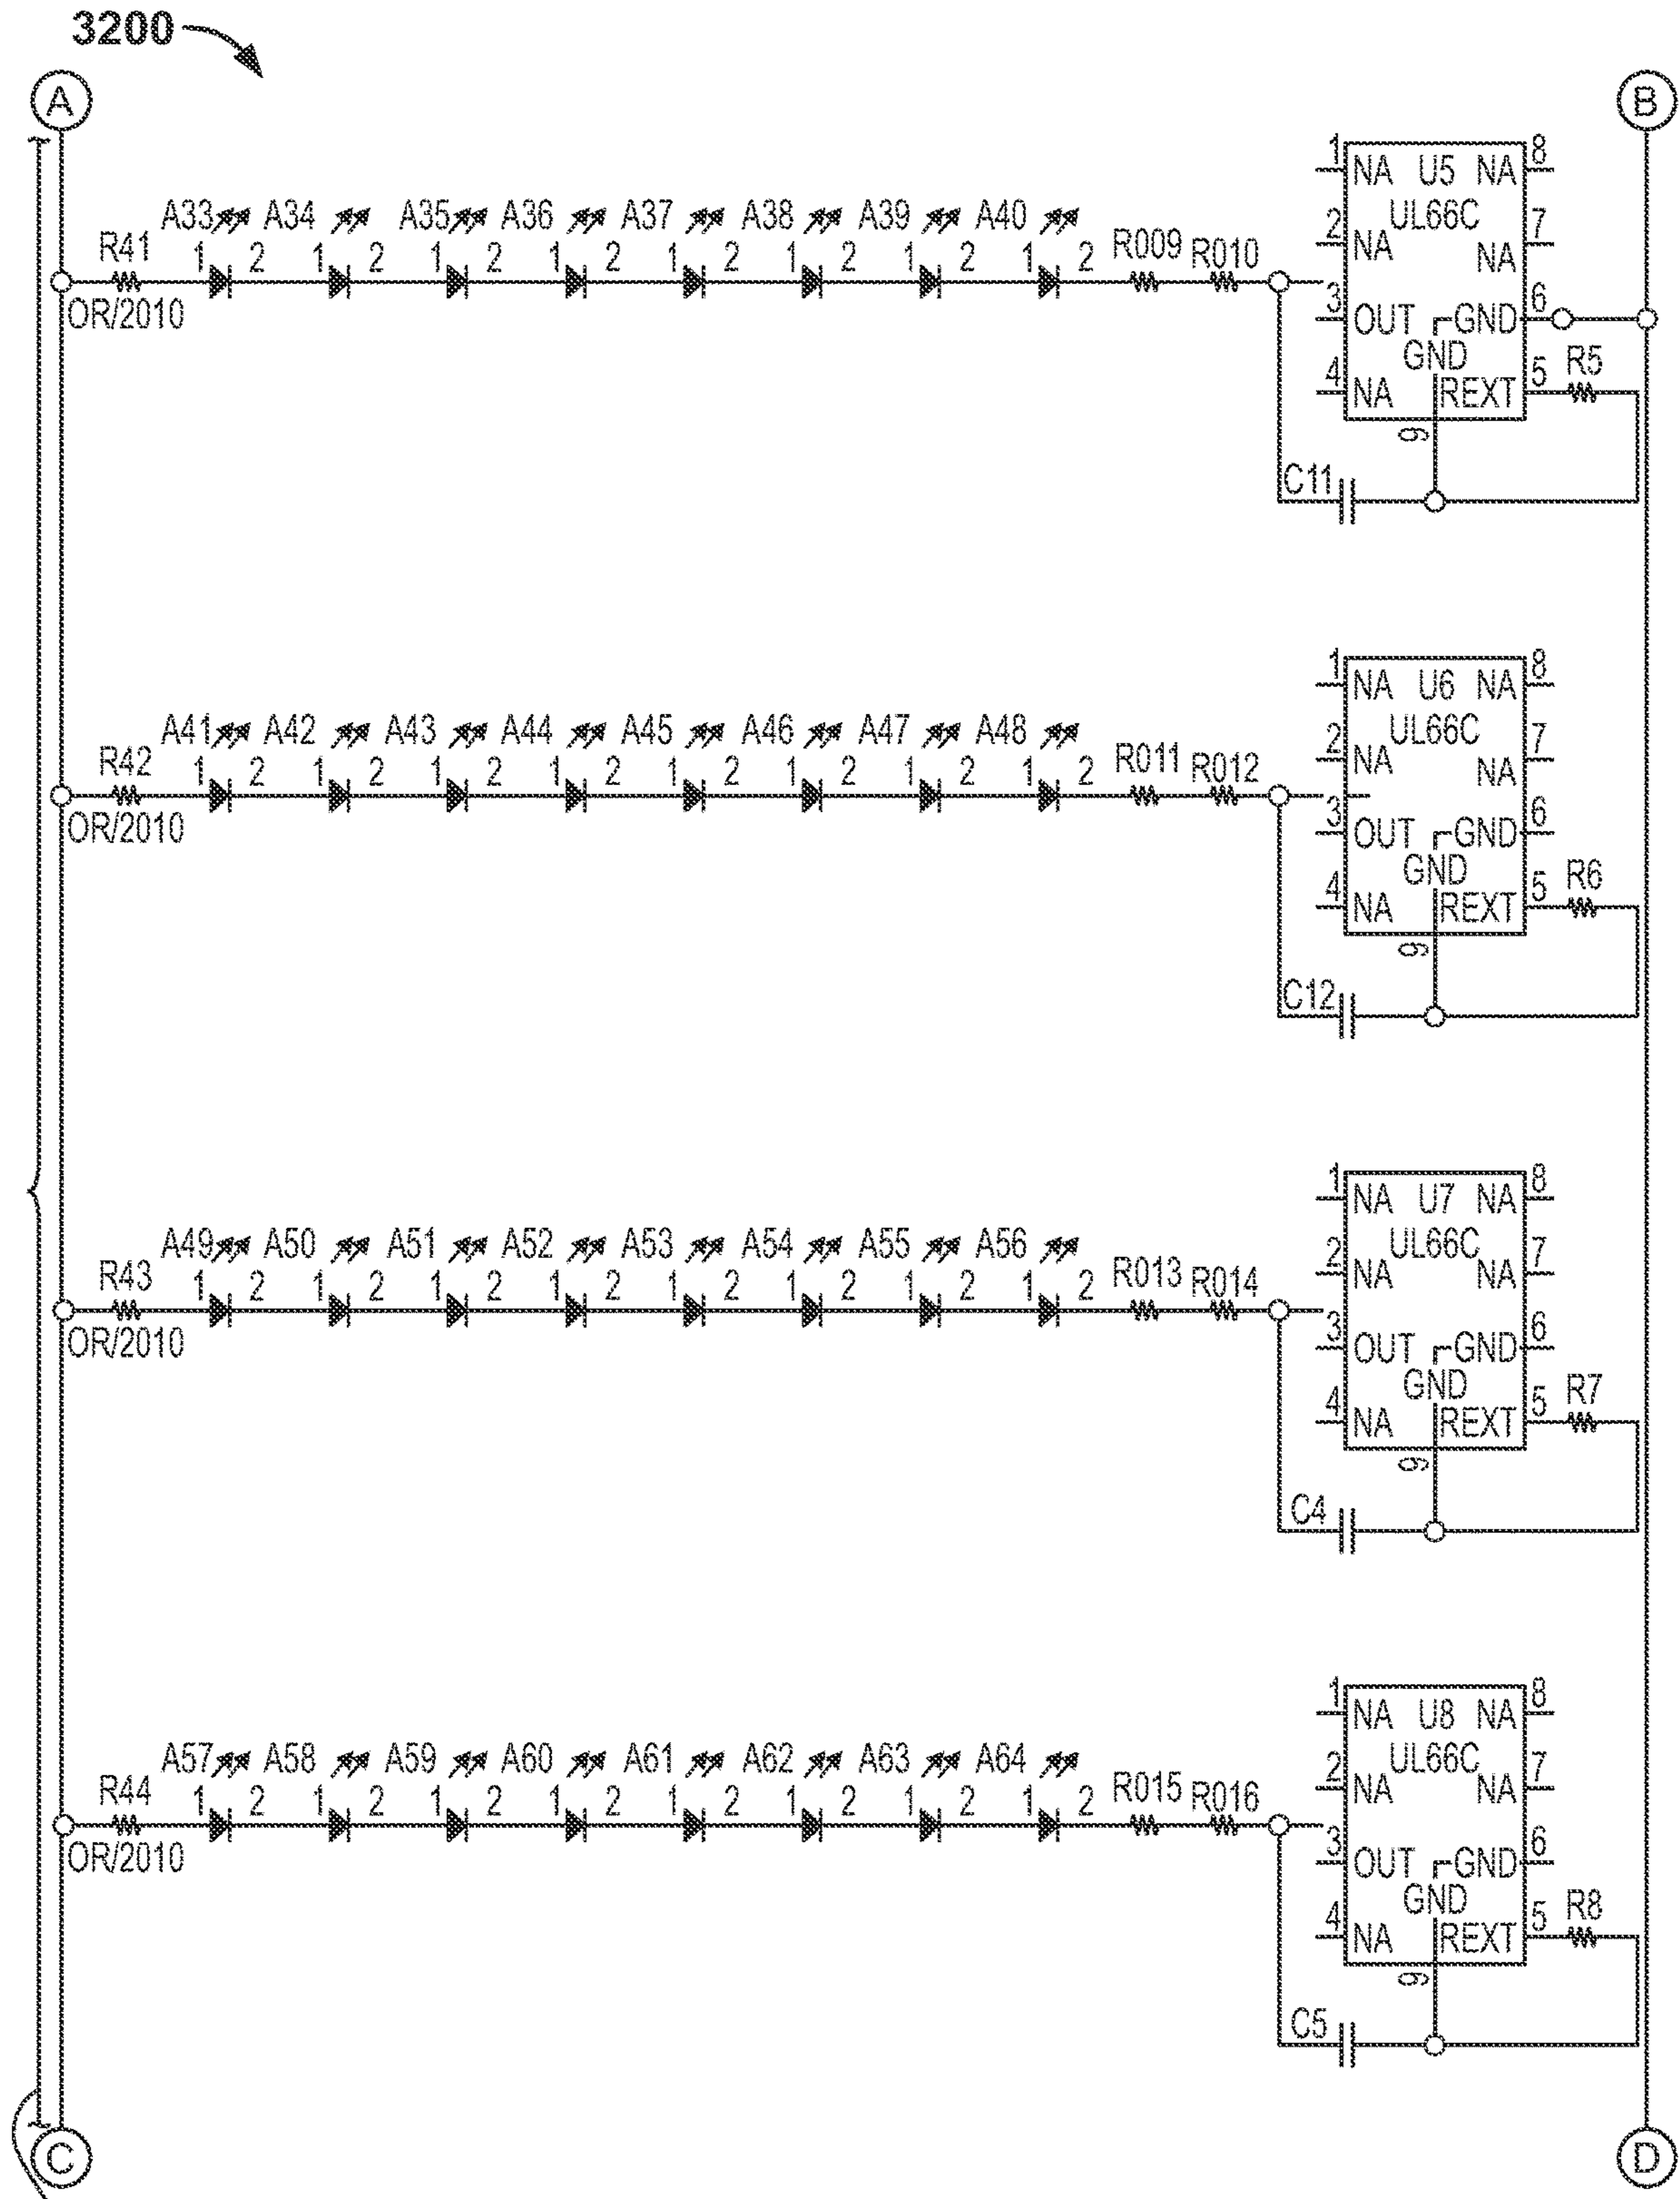 3200
A B
1 NA U5 NA 8
A33 A34 A35 A36 A37 A38 A39 A40
UL66C
2 NA NA 7
R41 1 2 1 2 1 2 1 2 1 2 1 2 1 2 1 2 R009 R010
OR/2010
3 OUT GND 6
GND
4 NA REXT 5 R5
9
C11
1 NA U6 NA 8
A41 A42 A43 A44 A45 A46 A47 A48
UL66C
2 NA NA 7
R42 1 2 1 2 1 2 1 2 1 2 1 2 1 2 1 2 R011 R012
OR/2010
3 OUT GND 6
GND
4 NA REXT 5 R6
9
C12
1 NA U7 NA 8
A49 A50 A51 A52 A53 A54 A55 A56
UL66C
2 NA NA 7
R43 1 2 1 2 1 2 1 2 1 2 1 2 1 2 1 2 R013 R014
OR/2010
3 OUT GND 6
GND
4 NA REXT 5 R7
9
C4
1 NA U8 NA 8
A57 A58 A59 A60 A61 A62 A63 A64
UL66C
2 NA NA 7
R44 1 2 1 2 1 2 1 2 1 2 1 2 1 2 1 2 R015 R016
OR/2010
3 OUT GND 6
GND
4 NA REXT 5 R8
9
C5
C D